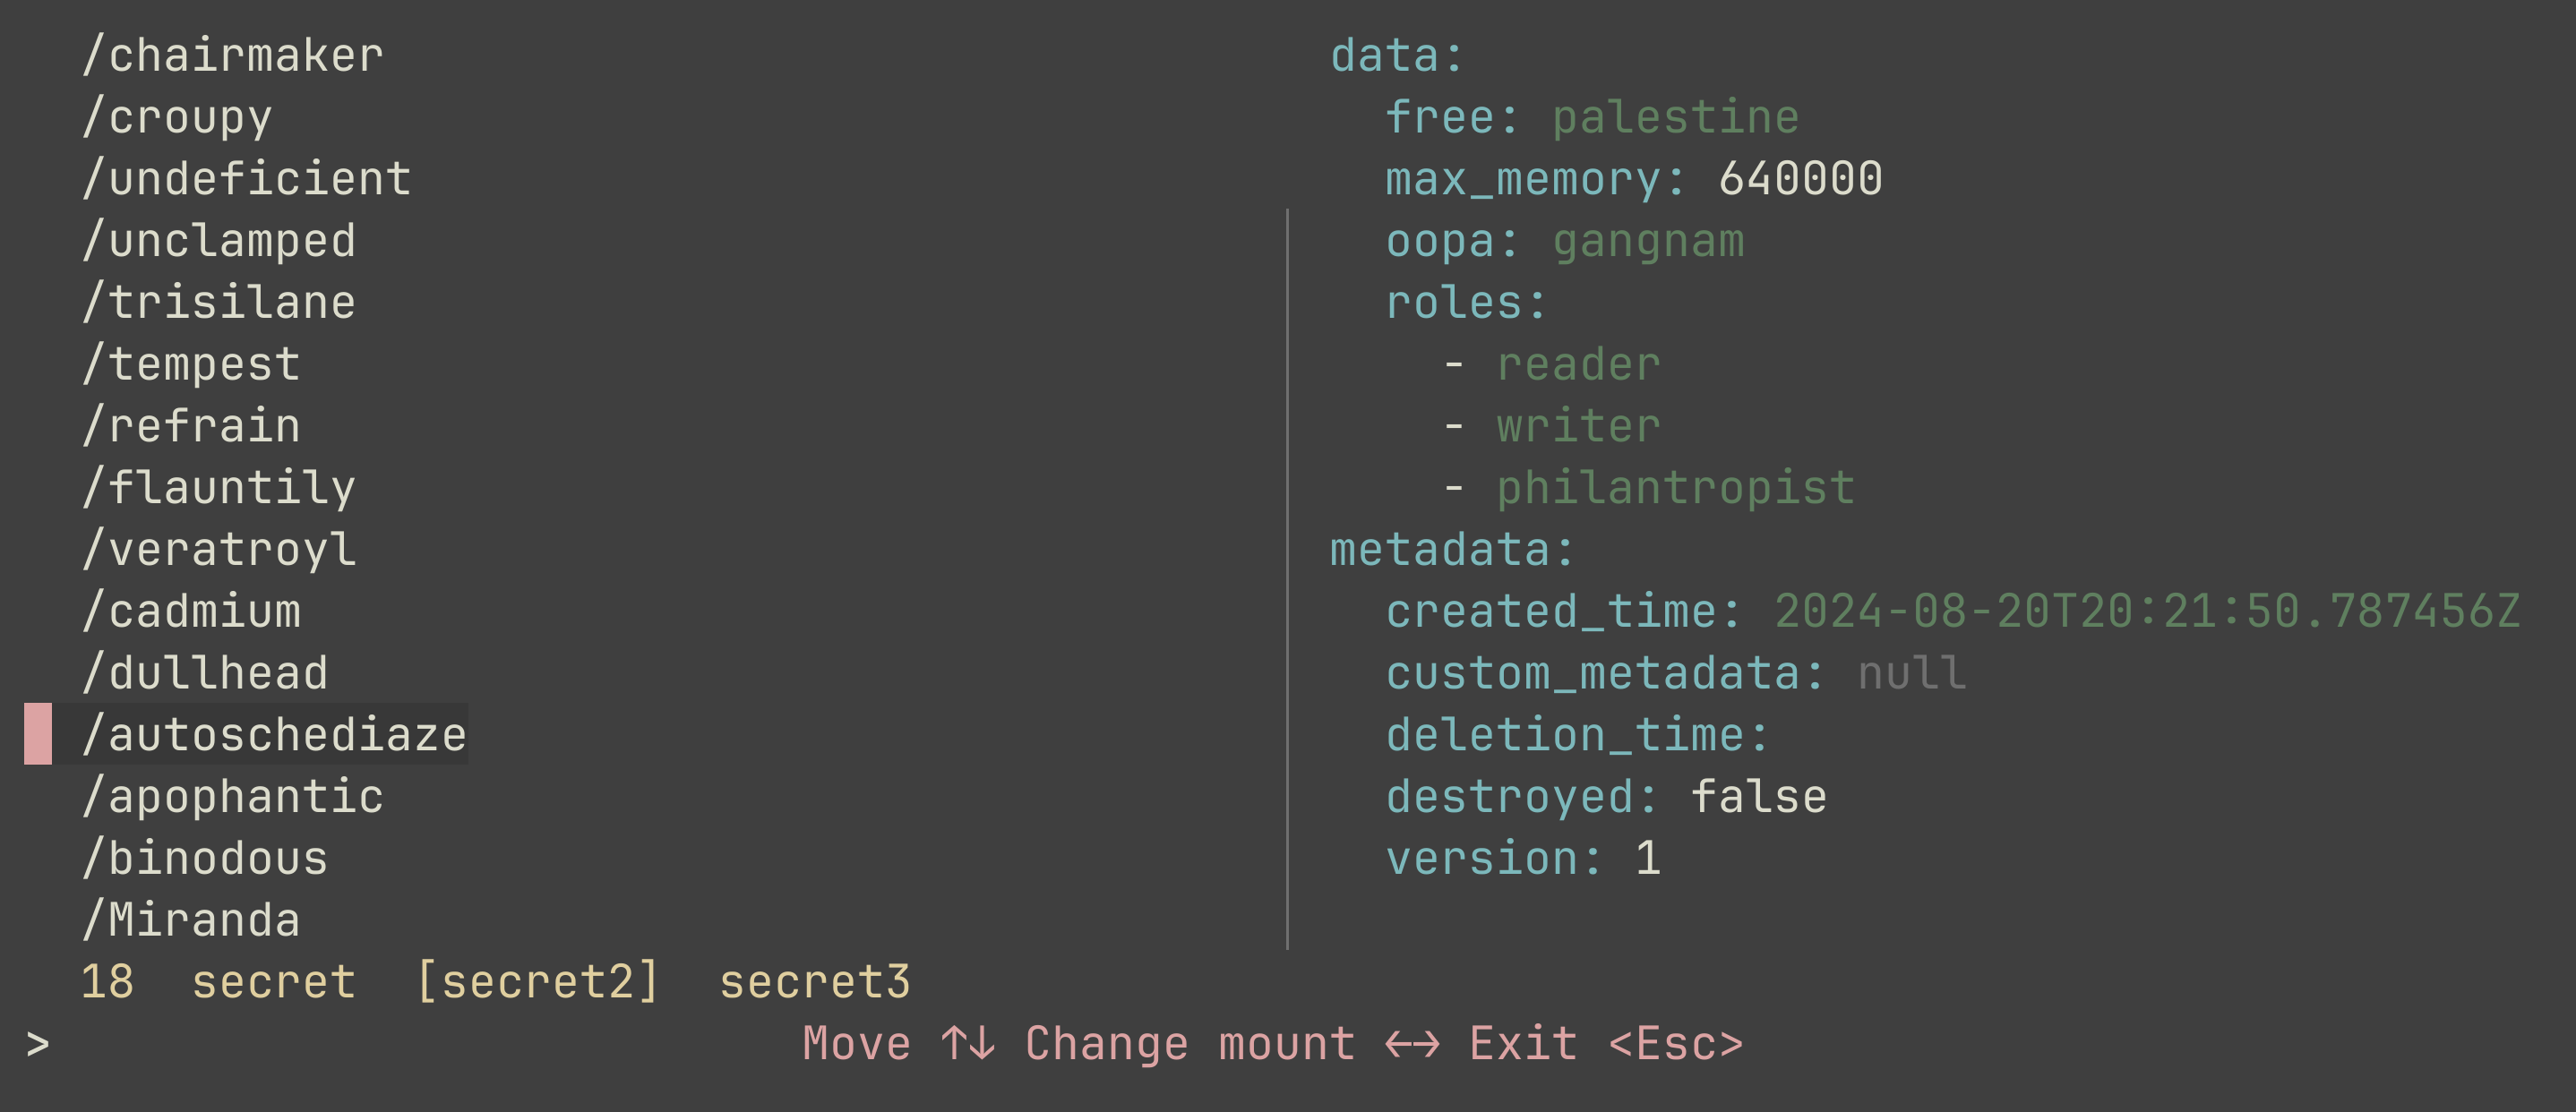 /chairmaker
/croupy
/undeficient
/unclamped
/trisilane
/tempest
/refrain
/flauntily
/veratroyl
/cadmium
/dullhead
/autoschediaze
/apophantic
/binodous
/Miranda
18  secret  [secret2]  secret3
data:
  free: palestine
  max_memory: 640000
  oopa: gangnam
  roles:
    - reader
    - writer
    - philantropist
metadata:
  created_time: 2024-08-20T20:21:50.787456Z
  custom_metadata: null
  deletion_time:
  destroyed: false
  version: 1
> Move ↑↓ Change mount ←→ Exit <Esc>